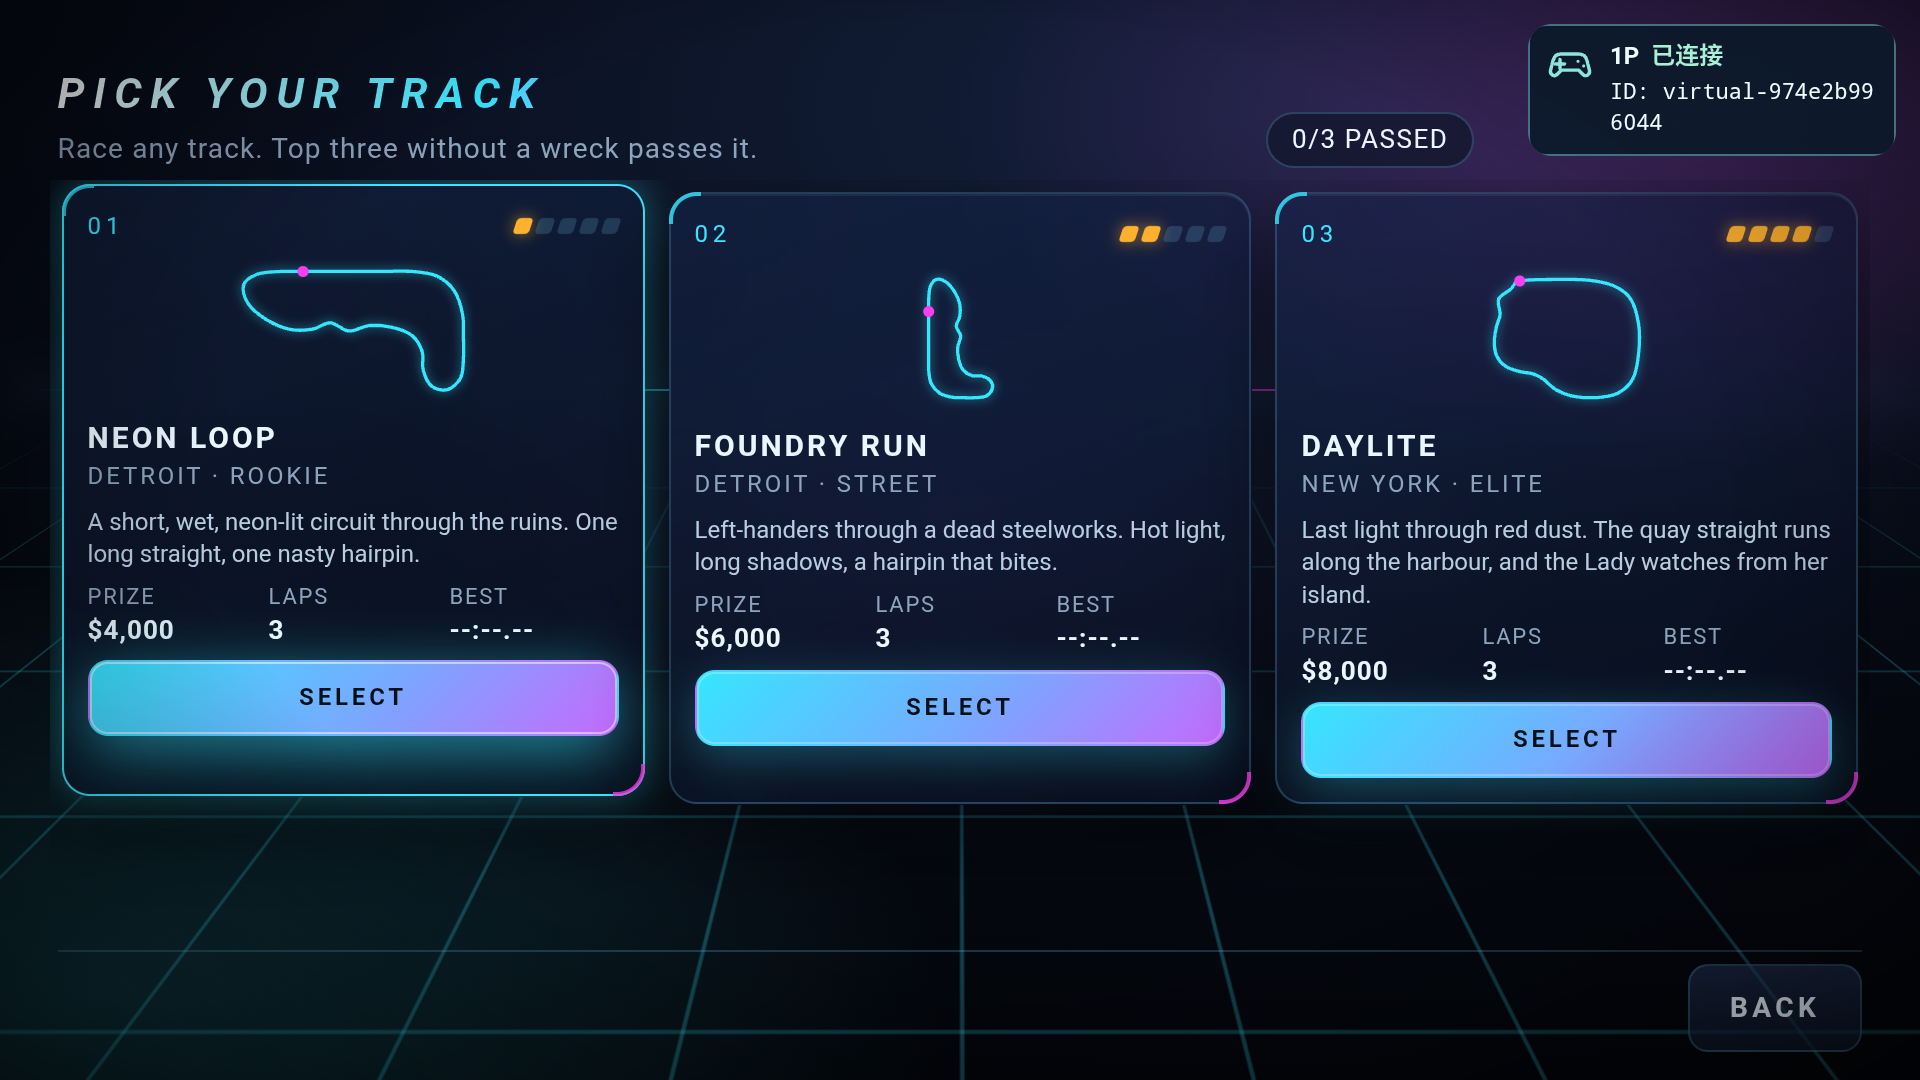 PICK YOUR TRACK
Race any track. Top three without a wreck passes it.
0/3 PASSED
1P 已连接
ID: virtual-974e2b99
6044
01
NEON LOOP
DETROIT · ROOKIE
A short, wet, neon-lit circuit through the ruins. One
long straight, one nasty hairpin.
PRIZE LAPS BEST
$4,000 3 --:--.--
SELECT
02
FOUNDRY RUN
DETROIT · STREET
Left-handers through a dead steelworks. Hot light,
long shadows, a hairpin that bites.
PRIZE LAPS BEST
$6,000 3 --:--.--
SELECT
03
DAYLITE
NEW YORK · ELITE
Last light through red dust. The quay straight runs
along the harbour, and the Lady watches from her
island.
PRIZE LAPS BEST
$8,000 3 --:--.--
SELECT
BACK